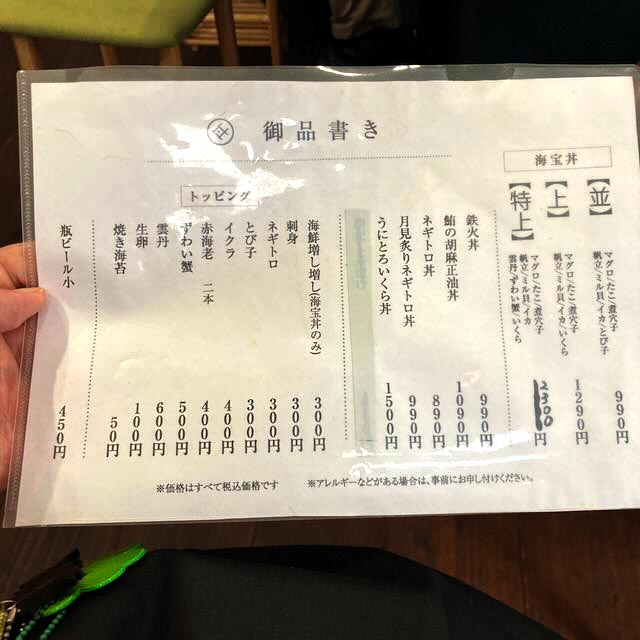 御品書き
海宝丼
【並】
マグロ/たこ/煮穴子
帆立/ミル貝/イカ/とび子
990円
【上】
マグロ/たこ/煮穴子
帆立/ミル貝/イカ/いくら
1290円
【特上】
マグロ/たこ/煮穴子
帆立/ミル貝/イカ
雲丹/ずわい蟹/いくら
2300円
鉄火丼 990円
鮪の胡麻正油丼 1090円
ネギトロ丼 890円
月見炙りネギトロ丼 990円
うにとろいくら丼 1500円
トッピング
海鮮増し増し(海宝丼のみ) 300円
刺身 300円
ネギトロ 300円
とび子 300円
イクラ 400円
赤海老 二本 400円
ずわい蟹 500円
雲丹 600円
生卵 100円
焼き海苔 50円
瓶ビール小 450円
※価格はすべて税込価格です
※アレルギーなどがある場合は、事前にお申し付けください。